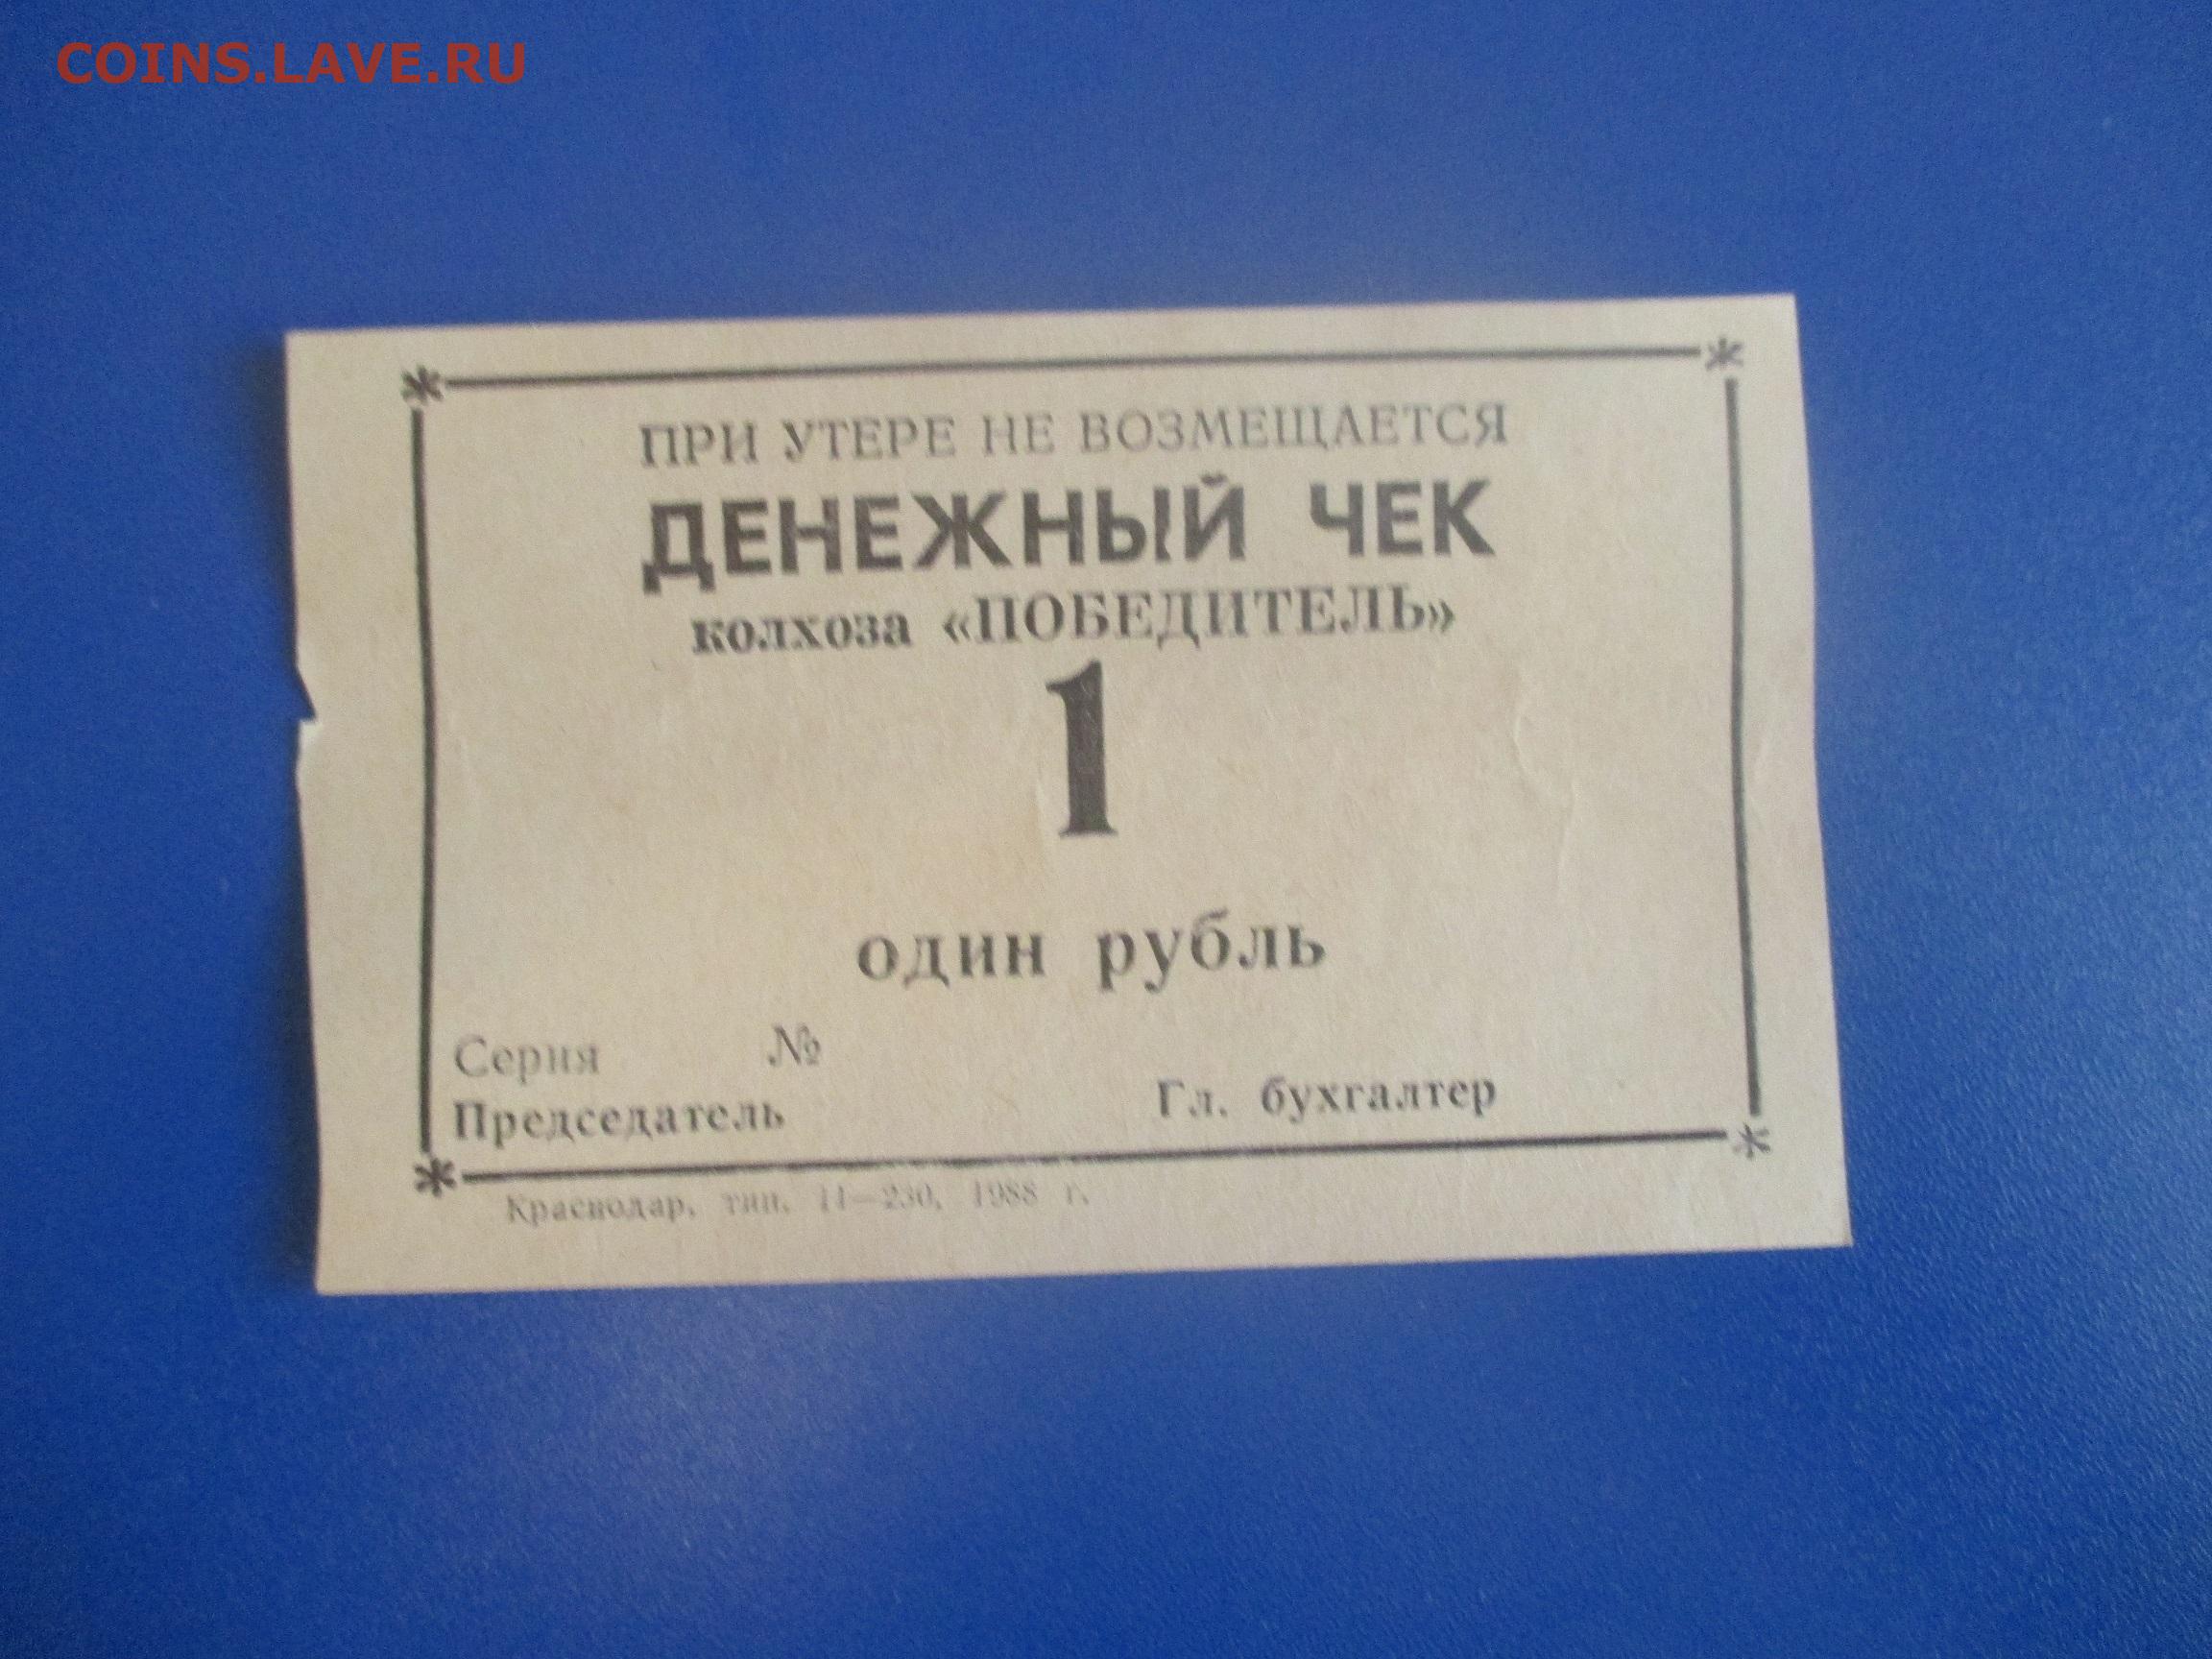 COINS.LAVE.RU
ПРИ УТЕРЕ НЕ ВОЗМЕЩАЕТСЯ
ДЕНЕЖНЫЙ ЧЕК
колхоза «ПОБЕДИТЕЛЬ»
1
один рубль
Серия №
Председатель Гл. бухгалтер
Краснодар, тип. 11—230, 1988 г.